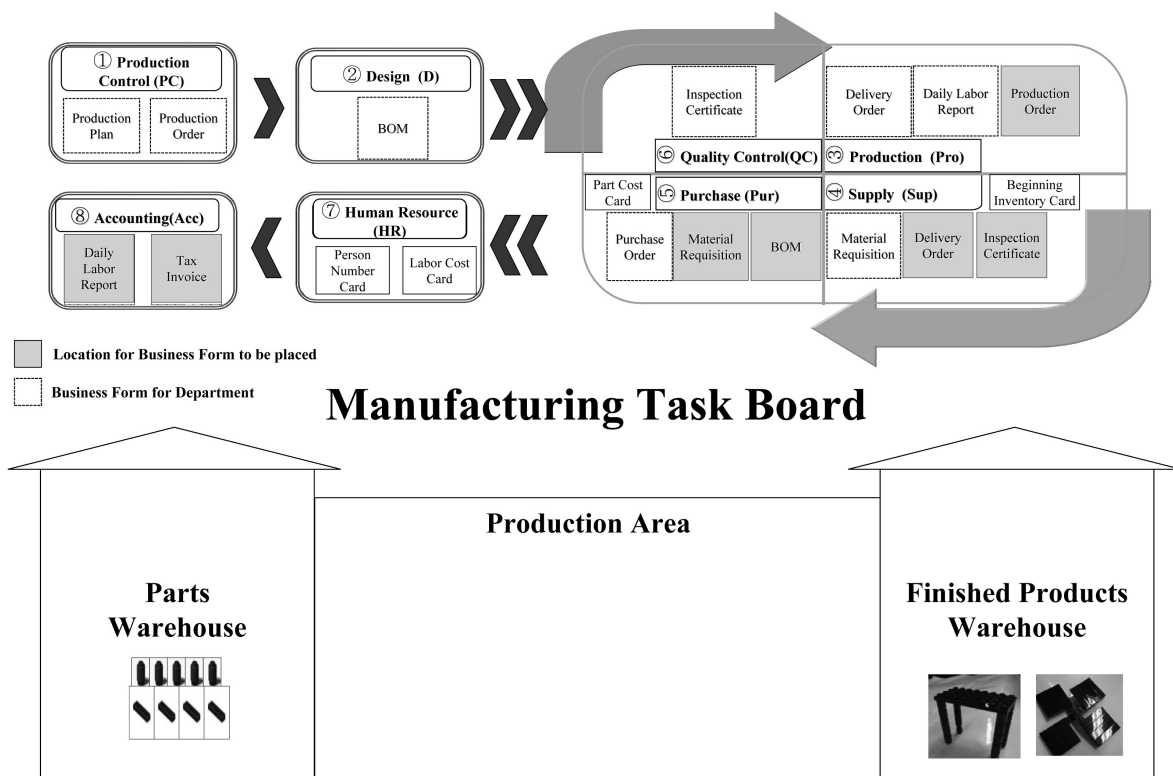 ① Production
Control (PC)
Production
Plan
Production
Order
② Design (D)
BOM
Inspection
Certificate
⑥ Quality Control(QC)
Delivery
Order
Daily Labor
Report
Production
Order
③ Production (Pro)
⑧ Accounting(Acc)
Daily
Labor
Report
Tax
Invoice
⑦ Human Resource
(HR)
Person
Number
Card
Labor Cost
Card
Part Cost
Card
⑤ Purchase (Pur)
Purchase
Order
Material
Requisition
BOM
④ Supply (Sup)
Beginning
Inventory Card
Material
Requisition
Delivery
Order
Inspection
Certificate
Location for Business Form to be placed
Business Form for Department
Manufacturing Task Board
Parts
Warehouse
Production Area
Finished Products
Warehouse